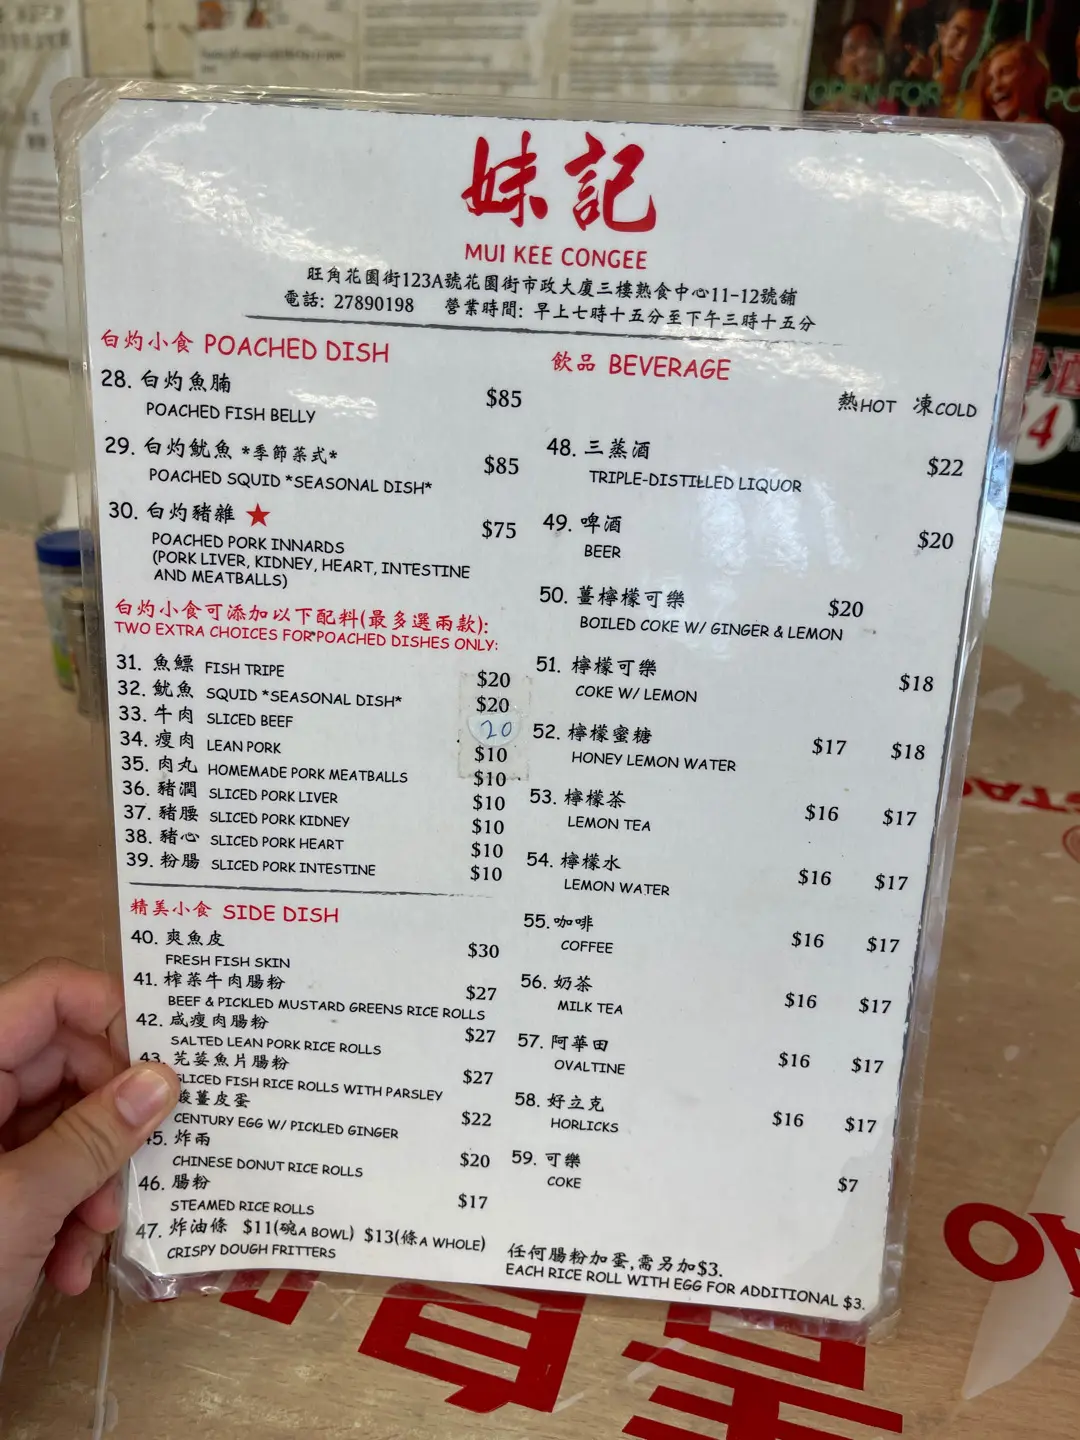 妹記
MUI KEE CONGEE
旺角花園街123A號花園街市政大廈三樓熟食中心11-12號舖
電話: 27890198 營業時間: 早上七時十五分至下午三時十五分
白灼小食 POACHED DISH
28. 白灼魚腩 $85
POACHED FISH BELLY
29. 白灼魷魚 *季節菜式* $85
POACHED SQUID *SEASONAL DISH*
30. 白灼豬雜 ★ $75
POACHED PORK INNARDS
(PORK LIVER, KIDNEY, HEART, INTESTINE
AND MEATBALLS)
白灼小食可添加以下配料(最多選兩款):
TWO EXTRA CHOICES FOR POACHED DISHES ONLY:
31. 魚鰾 FISH TRIPE $20
32. 魷魚 SQUID *SEASONAL DISH* $20
33. 牛肉 SLICED BEEF 20
34. 瘦肉 LEAN PORK $10
35. 肉丸 HOMEMADE PORK MEATBALLS $10
36. 豬潤 SLICED PORK LIVER $10
37. 豬腰 SLICED PORK KIDNEY $10
38. 豬心 SLICED PORK HEART $10
39. 粉腸 SLICED PORK INTESTINE $10
精美小食 SIDE DISH
40. 爽魚皮 $30
FRESH FISH SKIN
41. 榨菜牛肉腸粉 $27
BEEF & PICKLED MUSTARD GREENS RICE ROLLS
42. 咸瘦肉腸粉 $27
SALTED LEAN PORK RICE ROLLS
43. 芫荽魚片腸粉 $27
SLICED FISH RICE ROLLS WITH PARSLEY
酸薑皮蛋 $22
CENTURY EGG W/ PICKLED GINGER
45. 炸兩 $20
CHINESE DONUT RICE ROLLS
46. 腸粉 $17
STEAMED RICE ROLLS
47. 炸油條 $11(碗A BOWL) $13(條A WHOLE)
CRISPY DOUGH FRITTERS
飲品 BEVERAGE
熱HOT 凍COLD
48. 三蒸酒 $22
TRIPLE-DISTILLED LIQUOR
49. 啤酒 $20
BEER
50. 薑檸檬可樂 $20
BOILED COKE W/ GINGER & LEMON
51. 檸檬可樂 $18
COKE W/ LEMON
52. 檸檬蜜糖 $17 $18
HONEY LEMON WATER
53. 檸檬茶 $16 $17
LEMON TEA
54. 檸檬水 $16 $17
LEMON WATER
55. 咖啡 $16 $17
COFFEE
56. 奶茶 $16 $17
MILK TEA
57. 阿華田 $16 $17
OVALTINE
58. 好立克 $16 $17
HORLICKS
59. 可樂 $7
COKE
任何腸粉加蛋,需另加$3.
EACH RICE ROLL WITH EGG FOR ADDITIONAL $3.
OPEN FOR